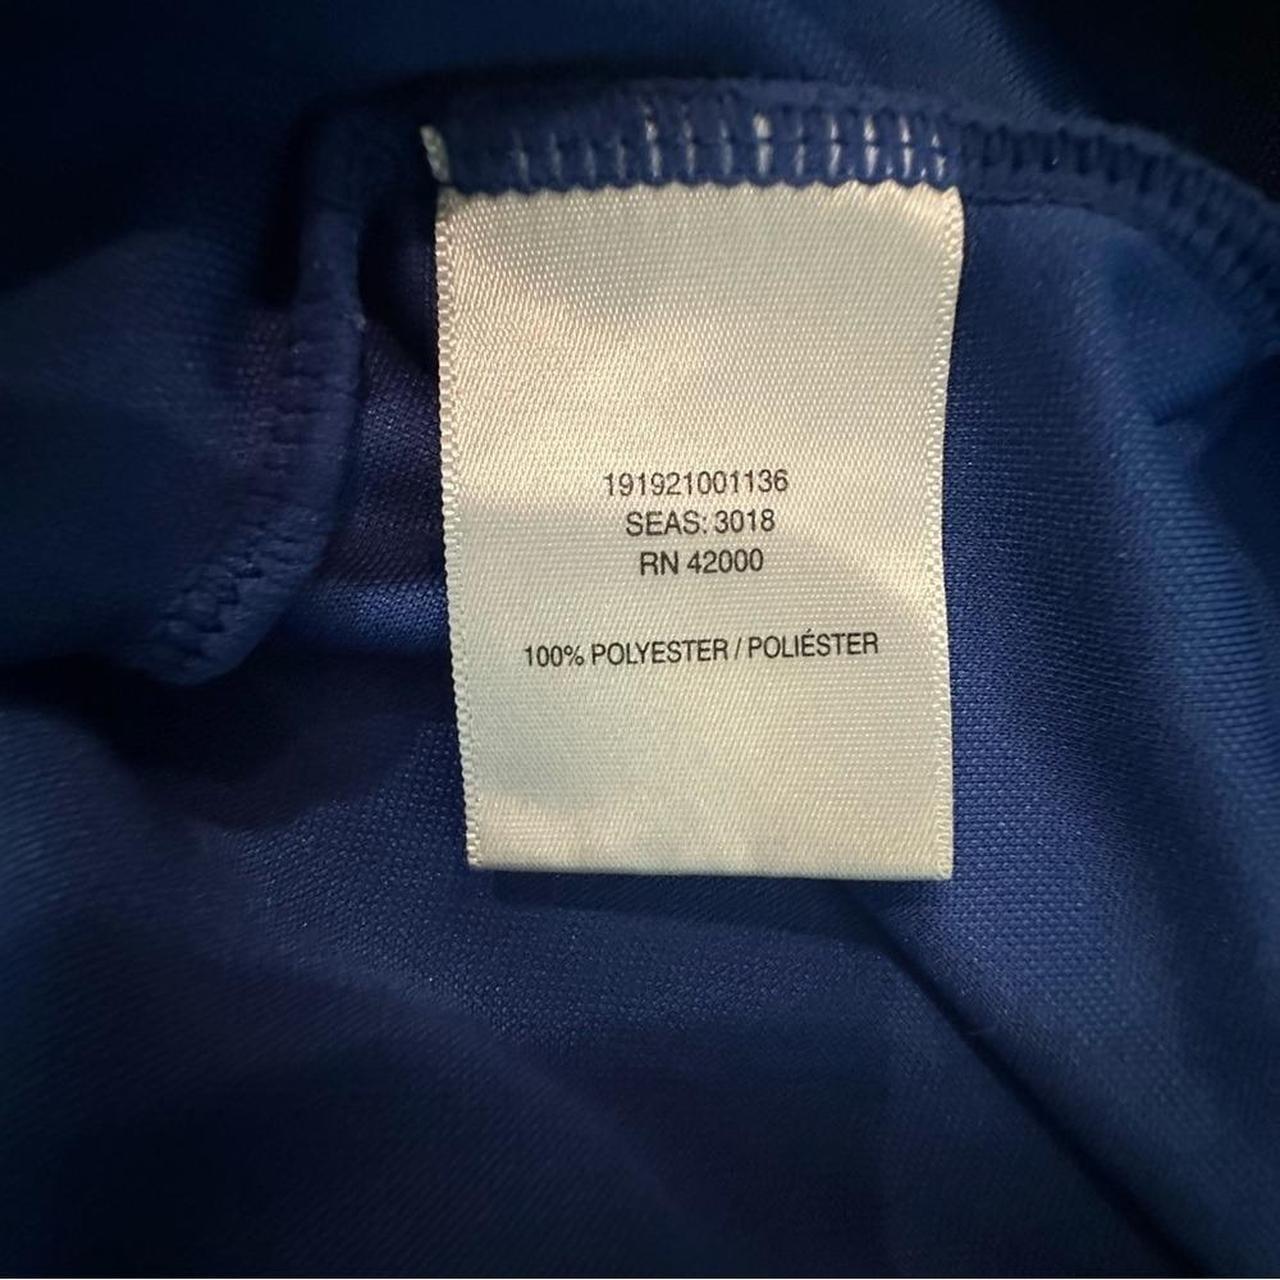 191921001136
SEAS: 3018
RN 42000
100% POLYESTER / POLIÉSTER